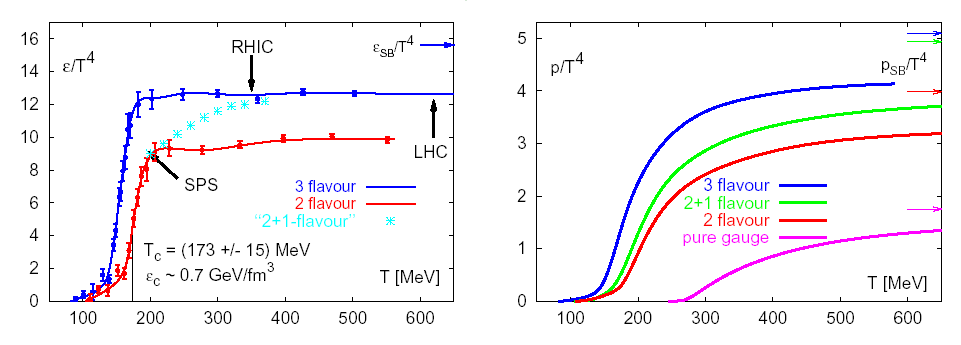 16
14
12
10
8
6
4
2
0
ε/T⁴
RHIC
ε_SB/T⁴
LHC
SPS
3 flavour
2 flavour
“2+1-flavour”
T_c = (173 +/- 15) MeV
ε_c ~ 0.7 GeV/fm³
T [MeV]
100 200 300 400 500 600
5
4
3
2
1
0
p/T⁴
p_SB/T⁴
3 flavour
2+1 flavour
2 flavour
pure gauge
T [MeV]
100 200 300 400 500 600